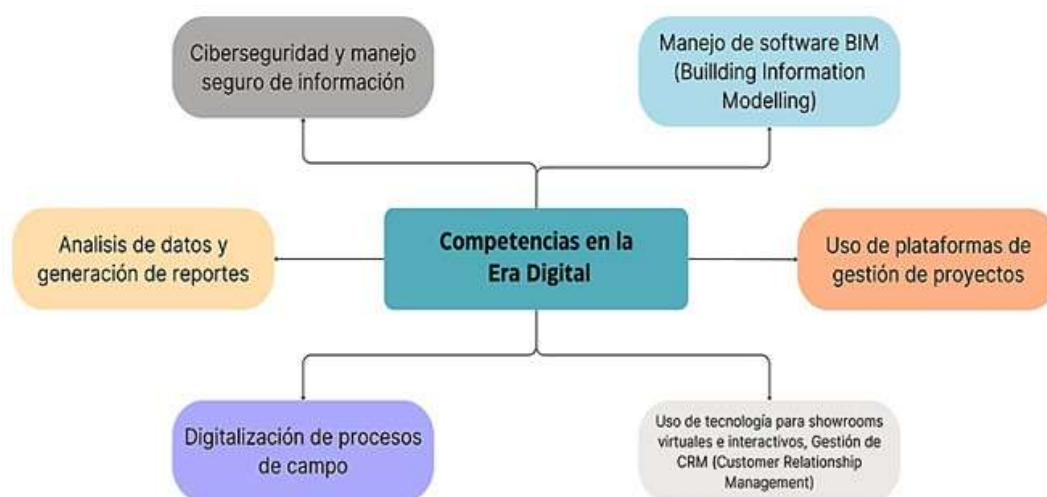 Ciberseguridad y manejo
seguro de información
Manejo de software BIM
(Buillding Information
Modelling)
Analisis de datos y
generación de reportes
Competencias en la
Era Digital
Uso de plataformas de
gestión de proyectos
Digitalización de procesos
de campo
Uso de tecnología para showrooms
virtuales e interactivos, Gestión de
CRM (Customer Relationship
Management)